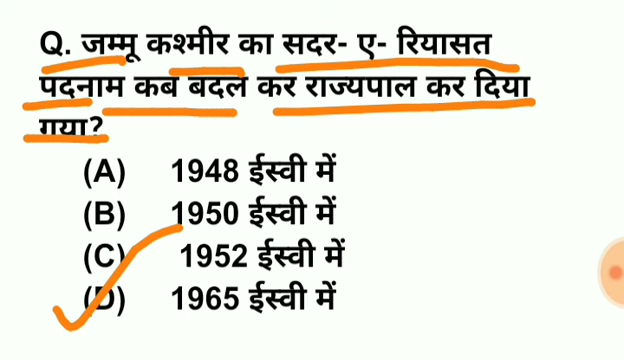 Q. जम्मू कश्मीर का सदर- ए- रियासत
पदनाम कब बदल कर राज्यपाल कर दिया
गया?
(A) 1948 ईस्वी में
(B) 1950 ईस्वी में
(C) 1952 ईस्वी में
(D) 1965 ईस्वी में